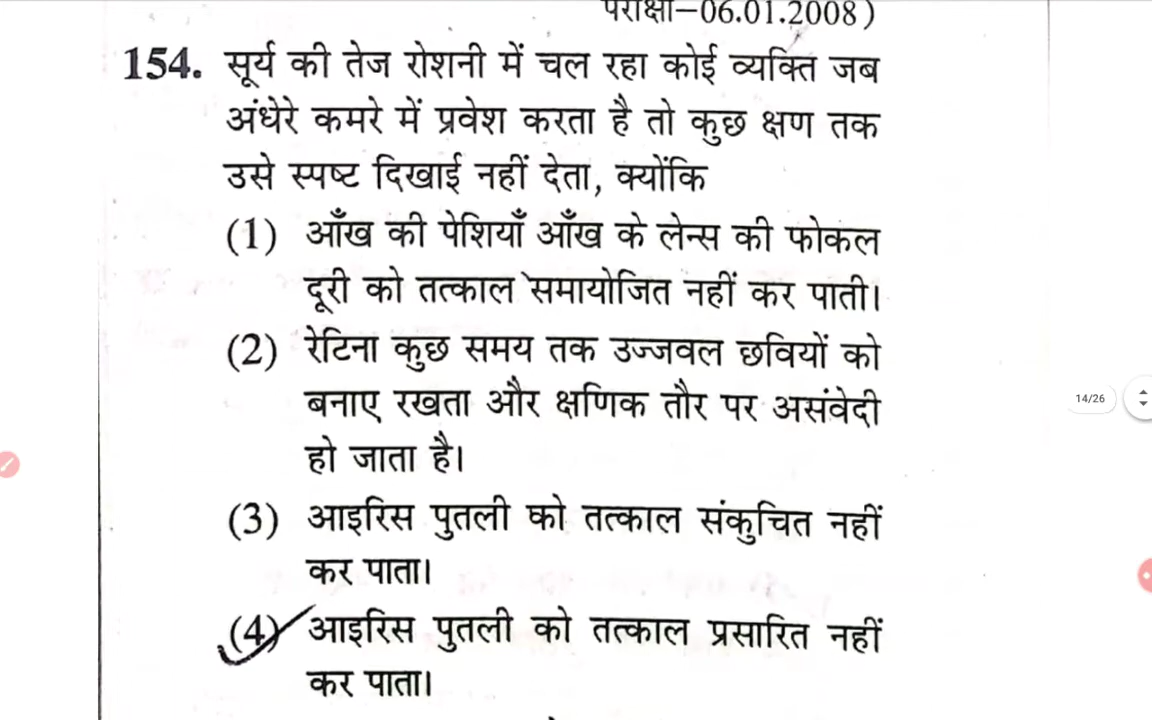 परीक्षा–06.01.2008)
154. सूर्य की तेज रोशनी में चल रहा कोई व्यक्ति जब
अंधेरे कमरे में प्रवेश करता है तो कुछ क्षण तक
उसे स्पष्ट दिखाई नहीं देता, क्योंकि
(1) आँख की पेशियाँ आँख के लेन्स की फोकल
दूरी को तत्काल समायोजित नहीं कर पाती।
(2) रेटिना कुछ समय तक उज्जवल छवियों को
बनाए रखता और क्षणिक तौर पर असंवेदी
हो जाता है।
14/26
(3) आइरिस पुतली को तत्काल संकुचित नहीं
कर पाता।
(4) आइरिस पुतली को तत्काल प्रसारित नहीं
कर पाता।